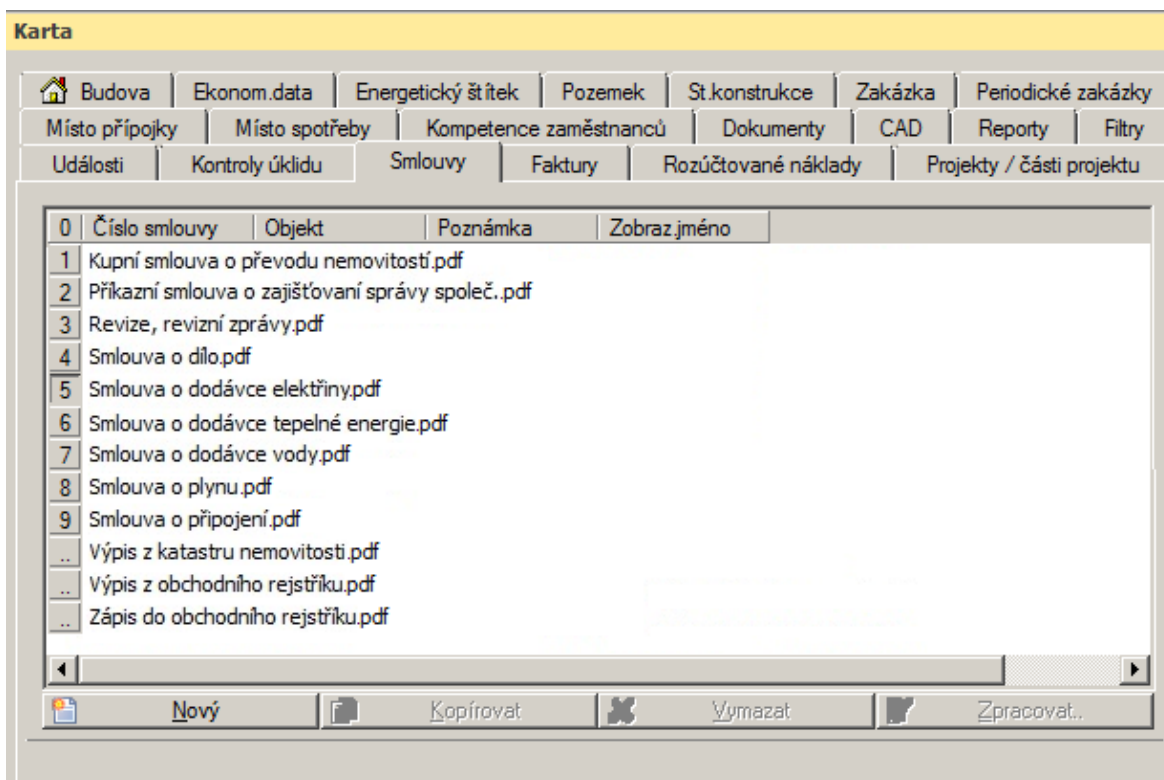 Karta
Budova Ekonom.data Energetický štítek Pozemek St.konstrukce Zakázka Periodické zakázky
Místo přípojky Místo spotřeby Kompetence zaměstnanců Dokumenty CAD Reporty Filtry
Události Kontroly úklidu Smlouvy Faktury Rozúčtované náklady Projekty / části projektu
0 Číslo smlouvy Objekt Poznámka Zobraz.jméno
1 Kupní smlouva o převodu nemovitostí.pdf
2 Příkazní smlouva o zajišťovaní správy společ..pdf
3 Revize, revizní zprávy.pdf
4 Smlouva o dílo.pdf
5 Smlouva o dodávce elektřiny.pdf
6 Smlouva o dodávce tepelné energie.pdf
7 Smlouva o dodávce vody.pdf
8 Smlouva o plynu.pdf
9 Smlouva o připojení.pdf
.. Výpis z katastru nemovitosti.pdf
.. Výpis z obchodního rejstříku.pdf
.. Zápis do obchodního rejstříku.pdf
Nový Kopírovat Vymazat Zpracovat..